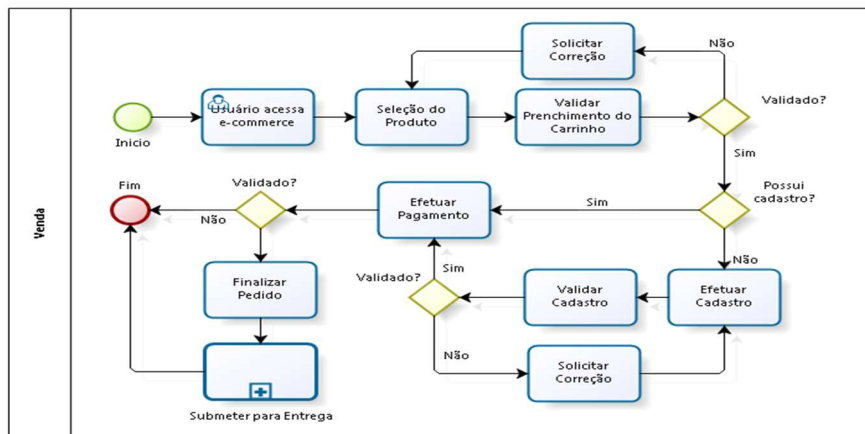 Venda
Solicitar
Correção
Não
Usuário acessa
e-commerce
Seleção do
Produto
Validar
Prenchimento do
Carrinho
Validado?
Inicio
Sim
Fim
Validado?
Efetuar
Pagamento
Possui
cadastro?
Sim
Não
Não
Validado?
Sim
Finalizar
Pedido
Validar
Cadastro
Efetuar
Cadastro
Não
Solicitar
Correção
Submeter para Entrega